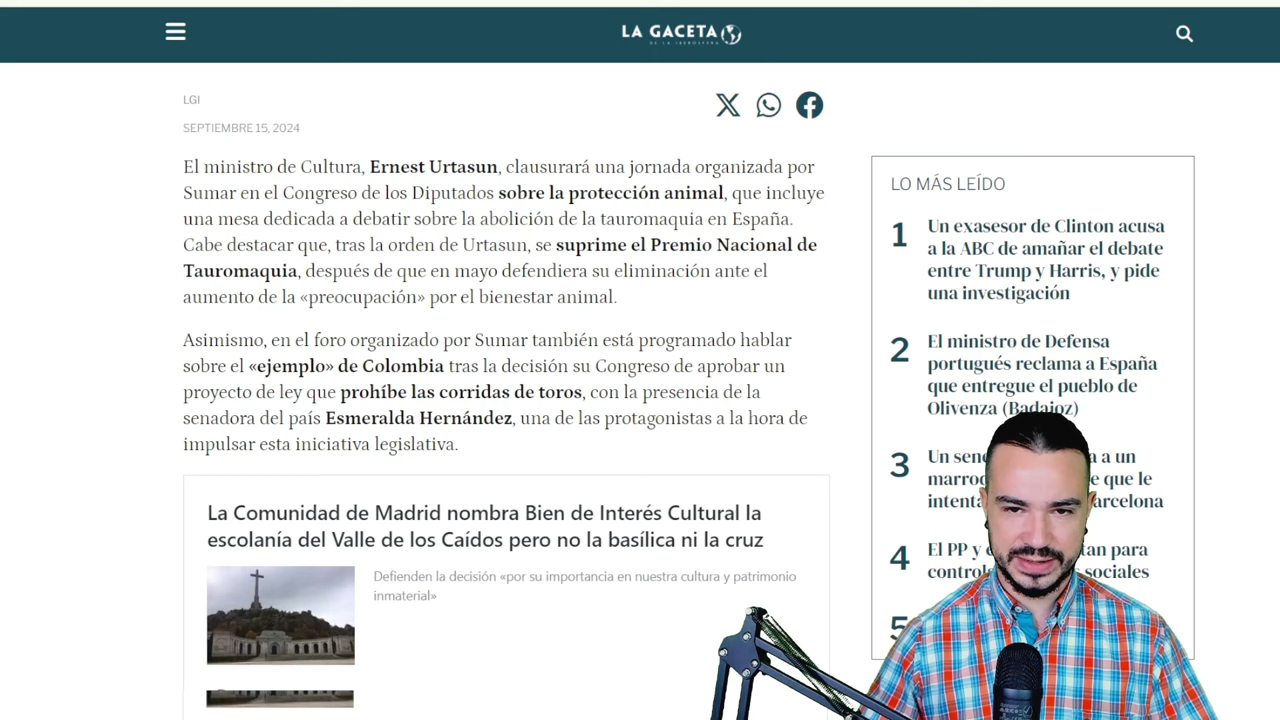 LA GACETA
DE LA IBEROSFERA
LGI
SEPTIEMBRE 15, 2024
El ministro de Cultura, Ernest Urtasun, clausurará una jornada organizada por
Sumar en el Congreso de los Diputados sobre la protección animal, que incluye
una mesa dedicada a debatir sobre la abolición de la tauromaquia en España.
Cabe destacar que, tras la orden de Urtasun, se suprime el Premio Nacional de
Tauromaquia, después de que en mayo defendiera su eliminación ante el
aumento de la «preocupación» por el bienestar animal.
Asimismo, en el foro organizado por Sumar también está programado hablar
sobre el «ejemplo» de Colombia tras la decisión su Congreso de aprobar un
proyecto de ley que prohíbe las corridas de toros, con la presencia de la
senadora del país Esmeralda Hernández, una de las protagonistas a la hora de
impulsar esta iniciativa legislativa.
La Comunidad de Madrid nombra Bien de Interés Cultural la
escolanía del Valle de los Caídos pero no la basílica ni la cruz
Defienden la decisión «por su importancia en nuestra cultura y patrimonio
inmaterial»
LO MÁS LEÍDO
1
Un exasesor de Clinton acusa
a la ABC de amañar el debate
entre Trump y Harris, y pide
una investigación
2
El ministro de Defensa
portugués reclama a España
que entregue el pueblo de
Olivenza (Badajoz)
3
Un a un
que le
4
El PP y para
sociales
5